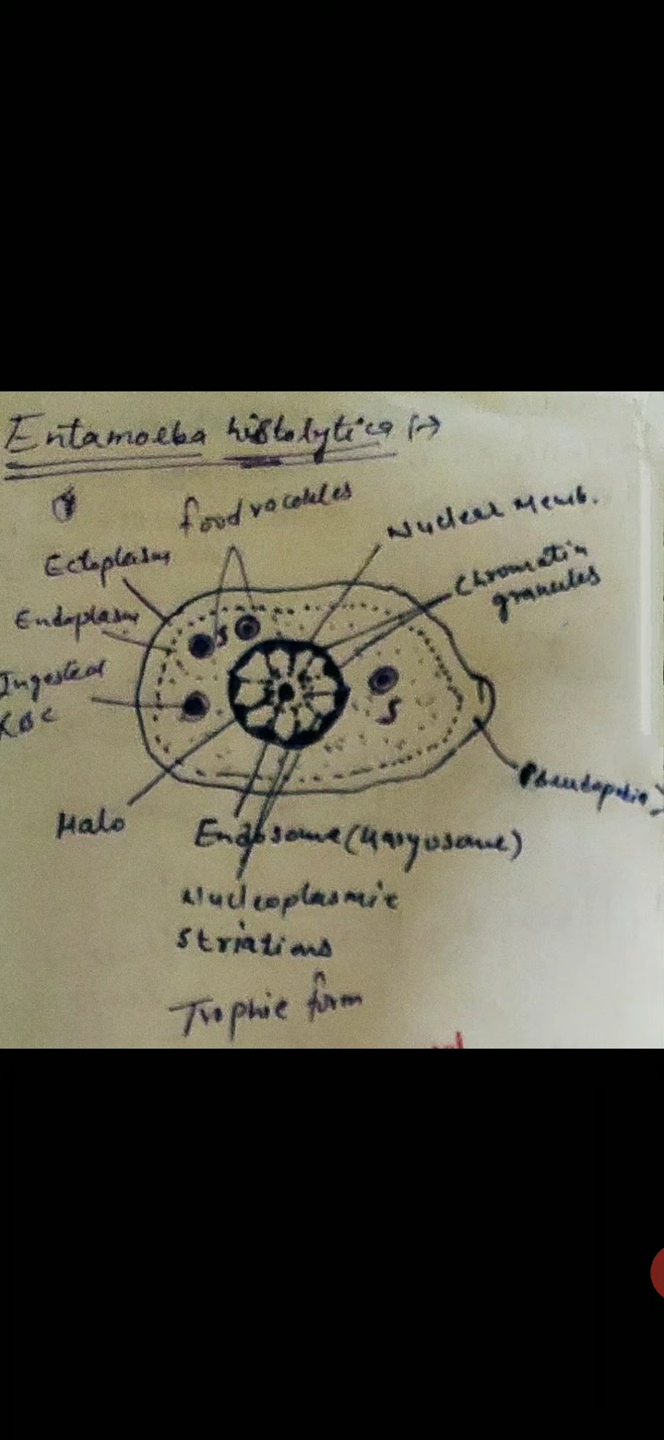 Entamoeba histolytica :→
food vacuoles
Nuclear Memb.
Ectoplasm
Chromatin
granules
Endoplasm
Ingested
RBC
S
S
Pseudopodia
Halo
Endosome (Karyosome)
Nucleoplasmic
striations
Trophic form